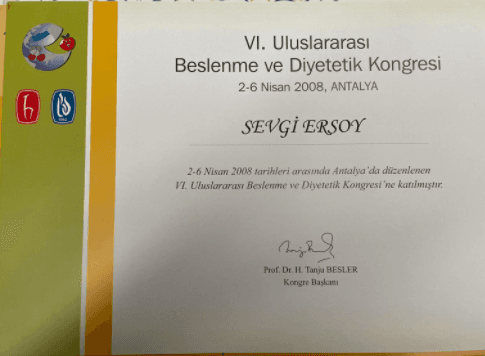 VI. Uluslararası
Beslenme ve Diyetetik Kongresi
2-6 Nisan 2008, ANTALYA
SEVGİ ERSOY
2-6 Nisan 2008 tarihleri arasında Antalya'da düzenlenen
VI. Uluslararası Beslenme ve Diyetetik Kongresi'ne katılmıştır.
Prof. Dr. H. Tanju BESLER
Kongre Başkanı